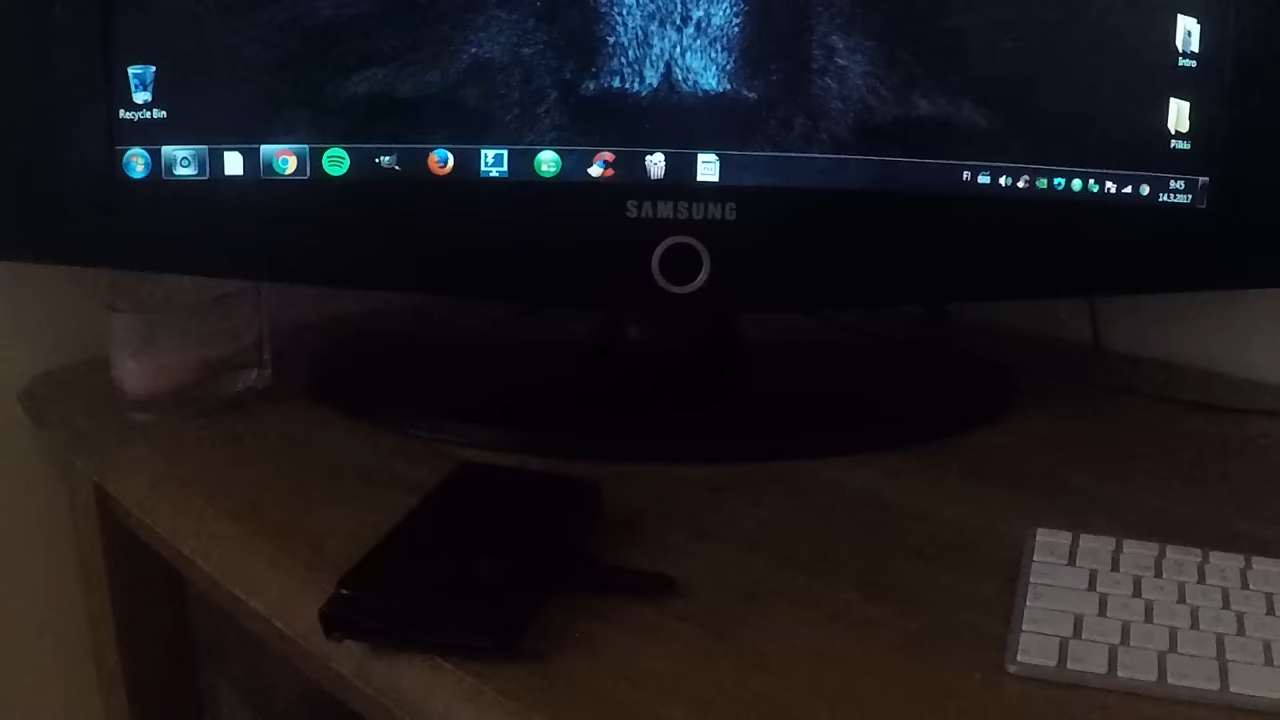 Intro
Recycle Bin
Pilkki
FI
9:45
14.3.2017
SAMSUNG